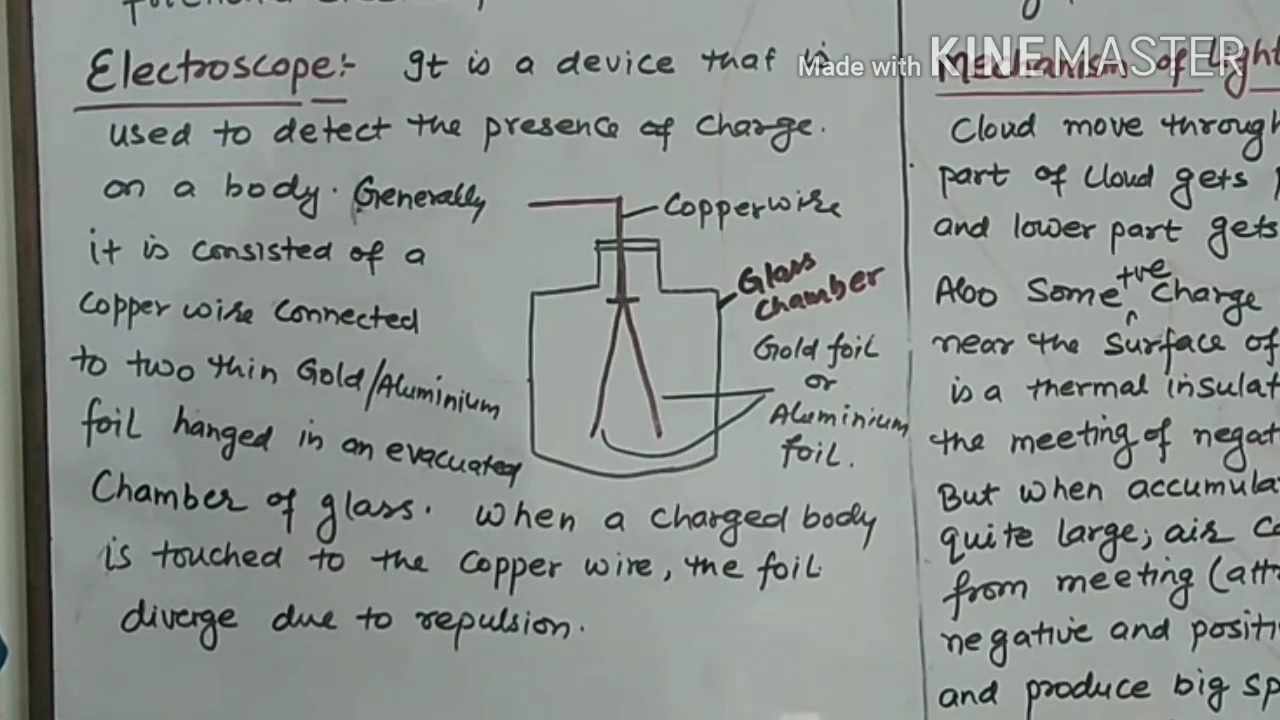 Electroscope:- It is a device that is
used to detect the presence of charge.
on a body. Generally
it is consisted of a
Copper wire connected
to two thin Gold/Aluminium
foil hanged in an evacuated
Chamber of glass. When a charged body
is touched to the copper wire, the foil
diverge due to repulsion.
Copper wire
Glass
Chamber
Gold foil
or
Aluminium
foil.
Made with KINEMASTER
Mechanism of Light
Cloud move through
part of cloud gets
and lower part gets
Also Some +ve Charge
near the surface of
is a thermal insulat
the meeting of negat
But when accumula
quite large; air
from meeting (att
negative and positi
and produce big sp